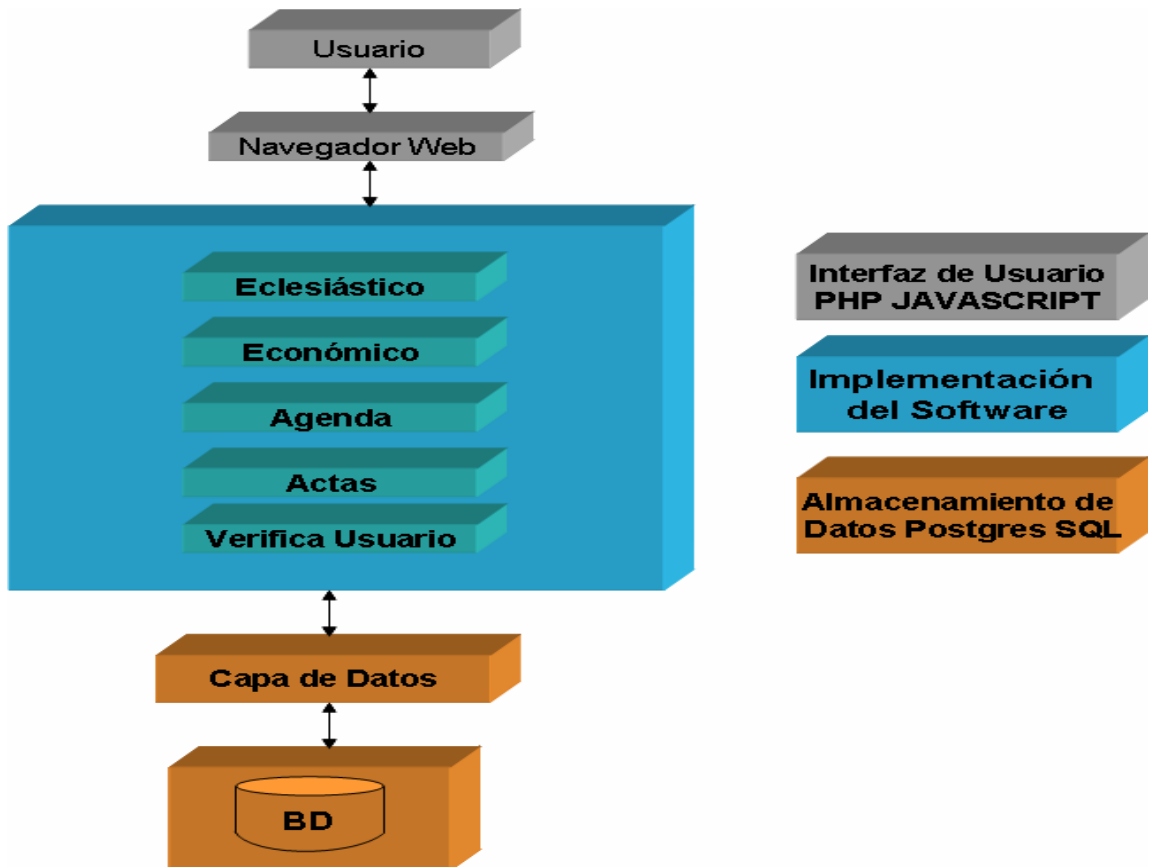 Usuario
Navegador Web
Eclesiástico
Económico
Agenda
Actas
Verifica Usuario
Capa de Datos
BD
Interfaz de Usuario
PHP JAVASCRIPT
Implementación
del Software
Almacenamiento de
Datos Postgres SQL